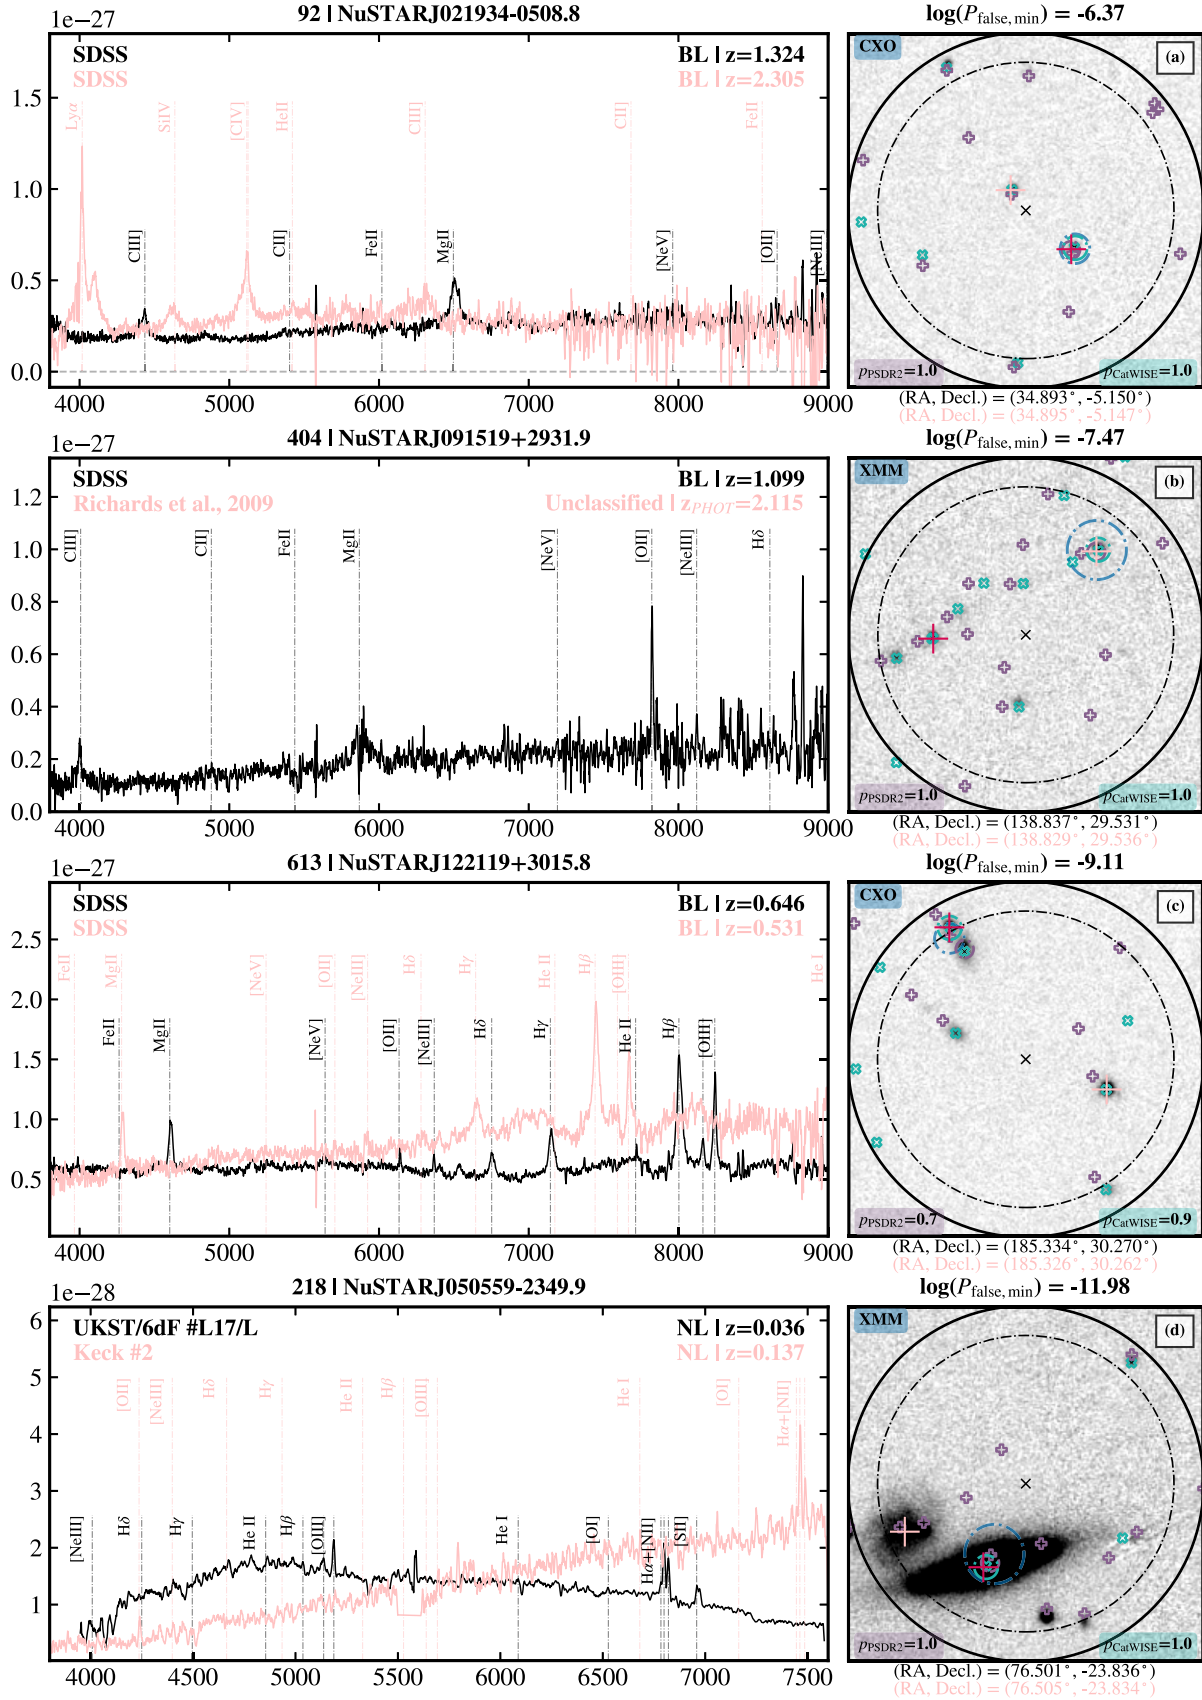 92 | NuSTARJ021934-0508.8
log(P_false, min) = -6.37
1e−27
SDSS
BL | z=1.324
SDSS
BL | z=2.305
Lyα
SiIV
[CIV]
HeII
CIII]
CII]
FeII
CIII]
CII]
FeII
MgII
[NeV]
[OII]
[NeIII]
1.5
1.0
0.5
0.0
4000 5000 6000 7000 8000 9000
CXO
(a)
p_PSDR2=1.0
p_CatWISE=1.0
(RA, Decl.) = (34.893°, -5.150°)
(RA, Decl.) = (34.895°, -5.147°)
404 | NuSTARJ091519+2931.9
log(P_false, min) = -7.47
1e−27
SDSS
BL | z=1.099
Richards et al., 2009
Unclassified | z_PHOT=2.115
CIII]
CII]
FeII
MgII
[NeV]
[OII]
[NeIII]
Hδ
1.2
1.0
0.8
0.6
0.4
0.2
0.0
4000 5000 6000 7000 8000 9000
XMM
(b)
p_PSDR2=1.0
p_CatWISE=1.0
(RA, Decl.) = (138.837°, 29.531°)
(RA, Decl.) = (138.829°, 29.536°)
613 | NuSTARJ122119+3015.8
log(P_false, min) = -9.11
1e−27
SDSS
BL | z=0.646
SDSS
BL | z=0.531
FeII
MgII
[NeV]
[OII]
[NeIII]
Hδ
Hγ
He II
Hβ
[OIII]
He I
FeII
MgII
[NeV]
[OII]
[NeIII]
Hδ
Hγ
He II
Hβ
[OIII]
2.5
2.0
1.5
1.0
0.5
4000 5000 6000 7000 8000 9000
CXO
(c)
p_PSDR2=0.7
p_CatWISE=0.9
(RA, Decl.) = (185.334°, 30.270°)
(RA, Decl.) = (185.326°, 30.262°)
218 | NuSTARJ050559-2349.9
log(P_false, min) = -11.98
1e−28
UKST/6dF #L17/L
NL | z=0.036
Keck #2
NL | z=0.137
[OII]
[NeIII]
Hδ
Hγ
He II
Hβ
[OIII]
He I
[OI]
Hα+[NII]
[NeIII]
Hδ
Hγ
He II
Hβ
[OIII]
He I
[OI]
Hα+[NII]
[SII]
6
5
4
3
2
1
4000 4500 5000 5500 6000 6500 7000 7500
XMM
(d)
p_PSDR2=1.0
p_CatWISE=1.0
(RA, Decl.) = (76.501°, -23.836°)
(RA, Decl.) = (76.505°, -23.834°)